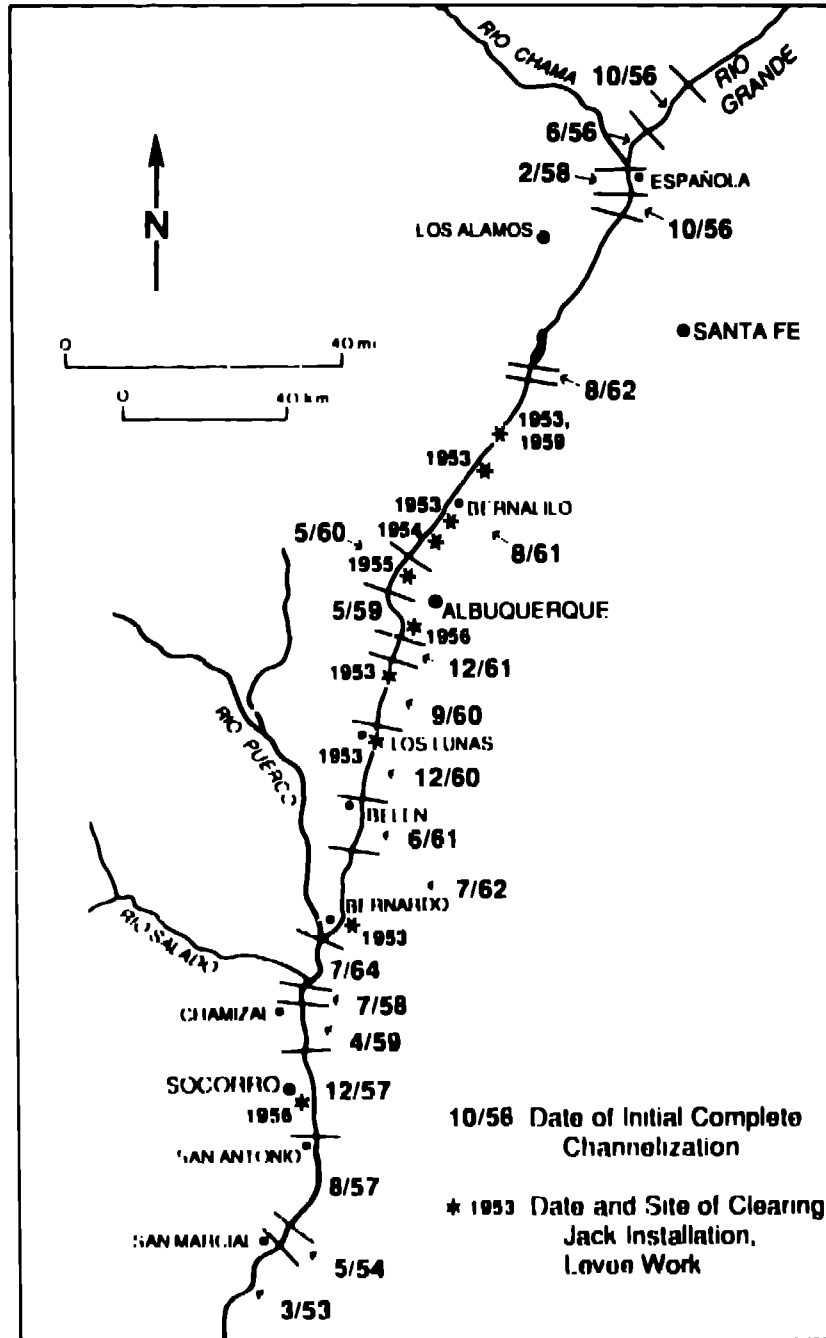 RIO CHAMA
10/56
RIO GRANDE
6/56
2/58
ESPAÑOLA
N
LOS ALAMOS
10/56
SANTA FE
0 40 mi
0 40 km
8/62
1953,
1959
1953
1953
BERNALILO
1954
5/60
8/61
1955
5/59
ALBUQUERQUE
1956
12/61
1953
9/60
RIO PUERCO
LOS LUNAS
1953
12/60
BELEN
6/61
7/62
BERNARDO
1953
RIO SALADO
7/64
7/58
CHAMIZAL
4/59
SOCORRO
12/57
1956
10/56 Date of Initial Complete
Channelization
SAN ANTONIO
8/57
* 1953 Date and Site of Clearing
Jack Installation,
Levee Work
SAN MARCIAL
5/54
3/53